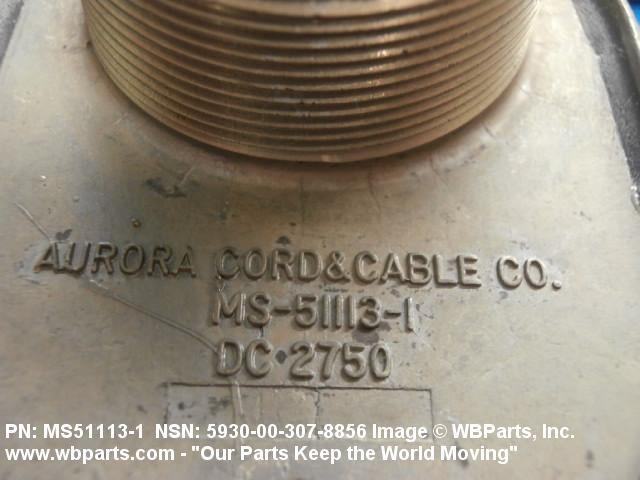 AURORA CORD&CABLE CO.
MS-51113-1
DC·2750
PN: MS51113-1 NSN: 5930-00-307-8856 Image © WBParts, Inc.
www.wbparts.com - "Our Parts Keep the World Moving"